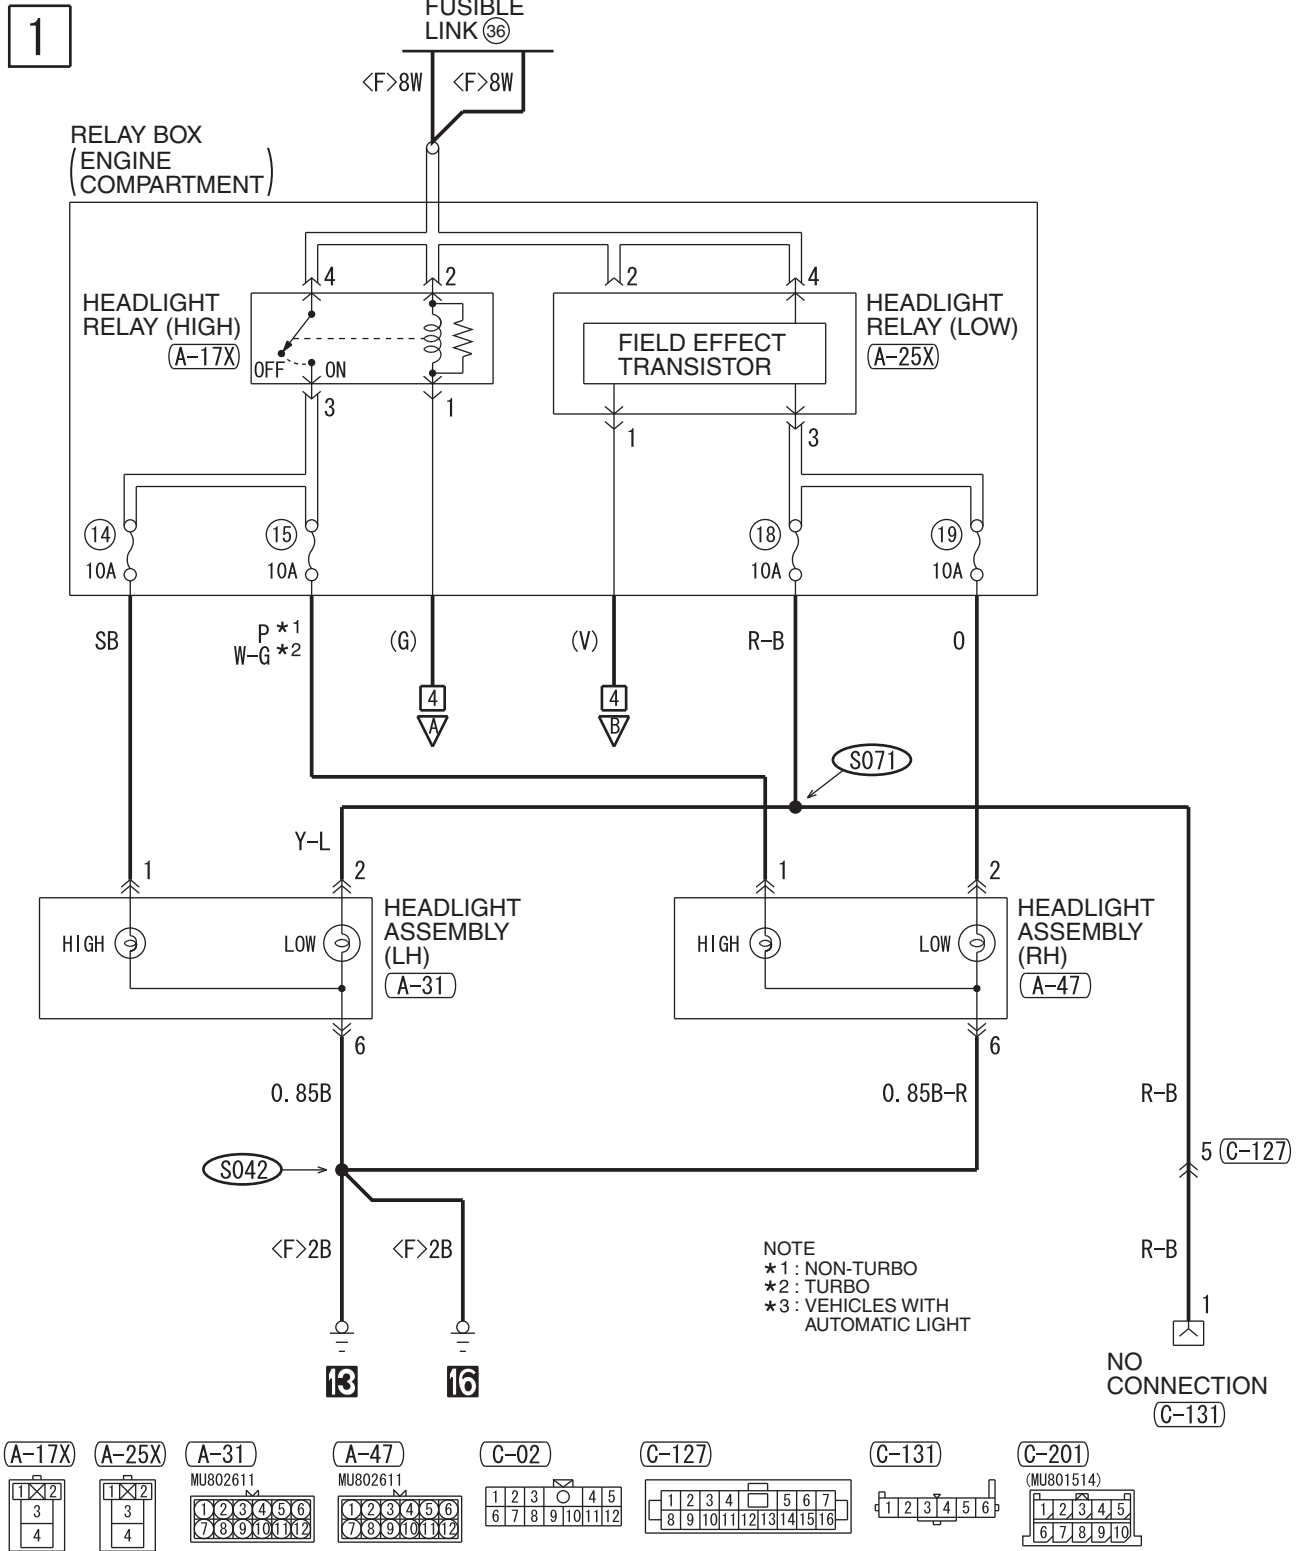 1
FUSIBLE
LINK 36
<F>8W <F>8W
RELAY BOX
(ENGINE
COMPARTMENT)
4 2 2 4
HEADLIGHT
RELAY (HIGH)
A-17X
OFF ON
FIELD EFFECT
TRANSISTOR
HEADLIGHT
RELAY (LOW)
A-25X
3 1 1 3
14 15 18 19
10A 10A 10A 10A
SB
P *1
W-G *2
(G) (V) R-B O
4 4
A B
S071
Y-L
1 2 1 2
HIGH LOW
HEADLIGHT
ASSEMBLY
(LH)
A-31
HIGH LOW
HEADLIGHT
ASSEMBLY
(RH)
A-47
6 6
0.85B 0.85B-R R-B
5 C-127
S042
<F>2B <F>2B
NOTE
*1 : NON-TURBO
*2 : TURBO
*3 : VEHICLES WITH
AUTOMATIC LIGHT
R-B
1
13 16
NO
CONNECTION
C-131
A-17X A-25X A-31 A-47 C-02 C-127 C-131 C-201
MU802611 MU802611 (MU801514)
1 2
3
4
1 2
3
4
1 2 3 4 5 6
7 8 9 10 11 12
1 2 3 4 5 6
7 8 9 10 11 12
1 2 3 4 5
6 7 8 9 10 11 12
1 2 3 4 5 6 7
8 9 10 11 12 13 14 15 16
1 2 3 4 5 6
1 2 3 4 5
6 7 8 9 10